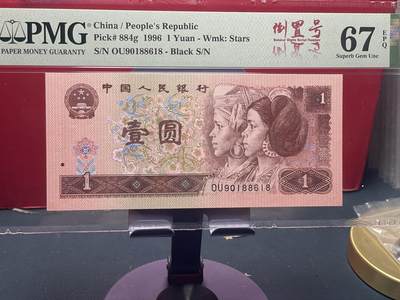 PMG
PAPER MONEY GUARANTY
China / People's Republic
Pick# 884g 1996 1 Yuan - Wmk: Stars
S/N OU90188618 - Black S/N
倒置号
67
EPQ
Superb Gem Unc
中国人民银行
壹圆
1
1
OU90188618
1